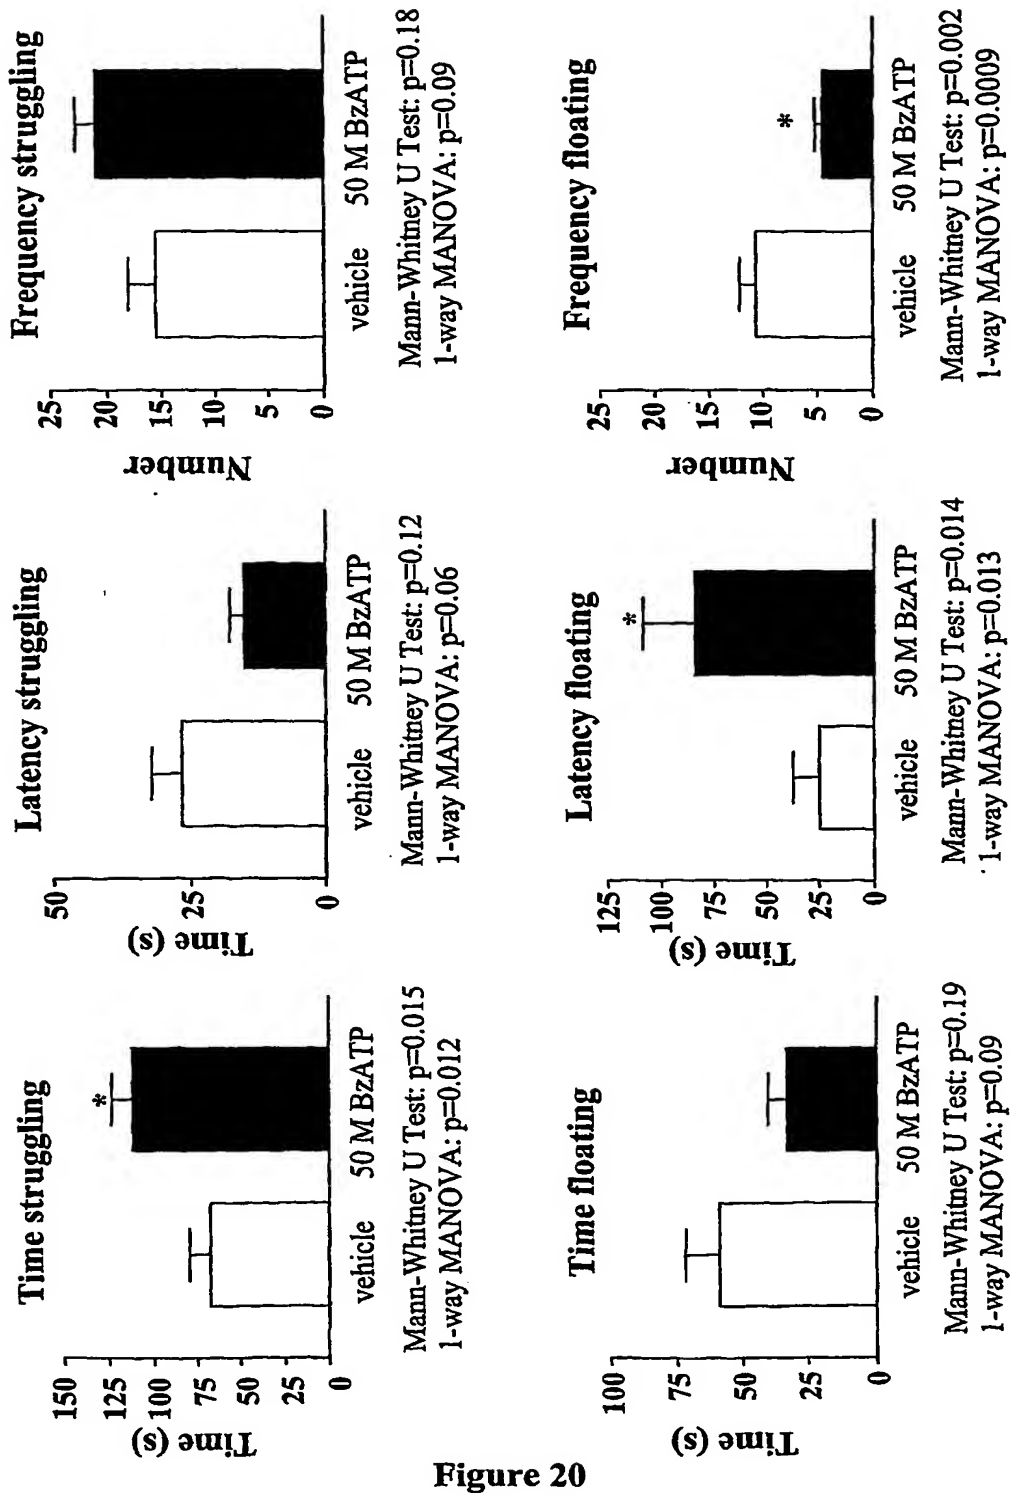 Time struggling
150
125
100
75
50
25
0
Time (s)
vehicle 50 M BzATP
Mann-Whitney U Test: p=0.015
1-way MANOVA: p=0.012
Latency struggling
50
25
0
Time (s)
vehicle 50 M BzATP
Mann-Whitney U Test: p=0.12
1-way MANOVA: p=0.06
Frequency struggling
25
20
15
10
5
0
Number
vehicle 50 M BzATP
Mann-Whitney U Test: p=0.18
1-way MANOVA: p=0.09
Time floating
100
75
50
25
0
Time (s)
vehicle 50 M BzATP
Mann-Whitney U Test: p=0.19
1-way MANOVA: p=0.09
Latency floating
125
100
75
50
25
0
Time (s)
*
vehicle 50 M BzATP
Mann-Whitney U Test: p=0.014
1-way MANOVA: p=0.013
Frequency floating
25
20
15
10
5
0
Number
*
vehicle 50 M BzATP
Mann-Whitney U Test: p=0.002
1-way MANOVA: p=0.0009
Figure 20